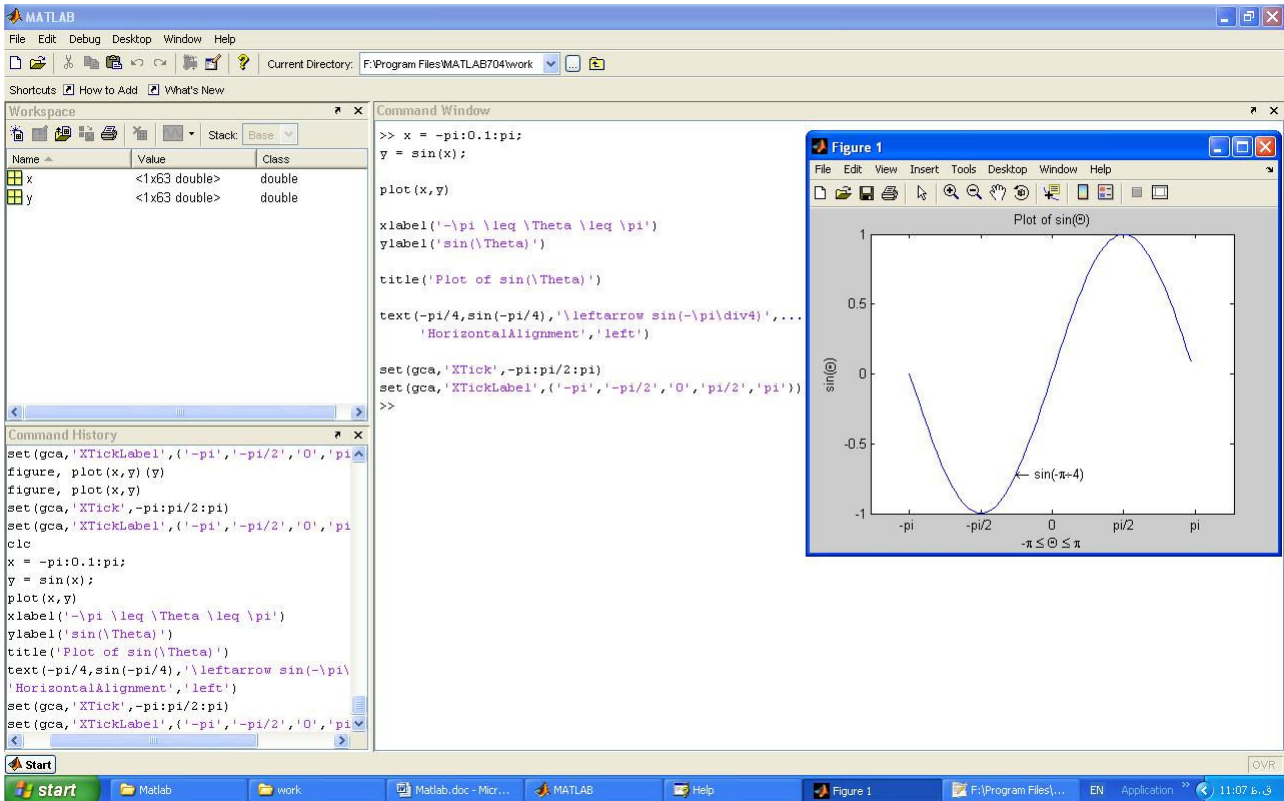 MATLAB
File Edit Debug Desktop Window Help
Current Directory: F:\Program Files\MATLAB704\work
Shortcuts How to Add What's New
Workspace
Stack: Base
Name Value Class
x <1x63 double> double
y <1x63 double> double
Command History
set(gca,'XTickLabel',{'-pi','-pi/2','0','pi
figure, plot(x,y)(y)
figure, plot(x,y)
set(gca,'XTick',-pi:pi/2:pi)
set(gca,'XTickLabel',{'-pi','-pi/2','0','pi
clc
x = -pi:0.1:pi;
y = sin(x);
plot(x,y)
xlabel('-\pi \leq \Theta \leq \pi')
ylabel('sin(\Theta)')
title('Plot of sin(\Theta)')
text(-pi/4,sin(-pi/4),'\leftarrow sin(-\pi\
'HorizontalAlignment','left')
set(gca,'XTick',-pi:pi/2:pi)
set(gca,'XTickLabel',{'-pi','-pi/2','0','pi
Command Window
>> x = -pi:0.1:pi;
y = sin(x);
plot(x,y)
xlabel('-\pi \leq \Theta \leq \pi')
ylabel('sin(\Theta)')
title('Plot of sin(\Theta)')
text(-pi/4,sin(-pi/4),'\leftarrow sin(-\pi\div4)',...
'HorizontalAlignment','left')
set(gca,'XTick',-pi:pi/2:pi)
set(gca,'XTickLabel',{'-pi','-pi/2','0','pi/2','pi'})
>>
Figure 1
File Edit View Insert Tools Desktop Window Help
Plot of sin(Θ)
1
0.5
0
-0.5
-1
sin(Θ)
← sin(-π÷4)
-pi -pi/2 0 pi/2 pi
-π ≤ Θ ≤ π
Start OVR
start Matlab work Matlab.doc - Micr... MATLAB Help Figure 1 F:\Program Files\... EN Application » 11:07 ق.ظ